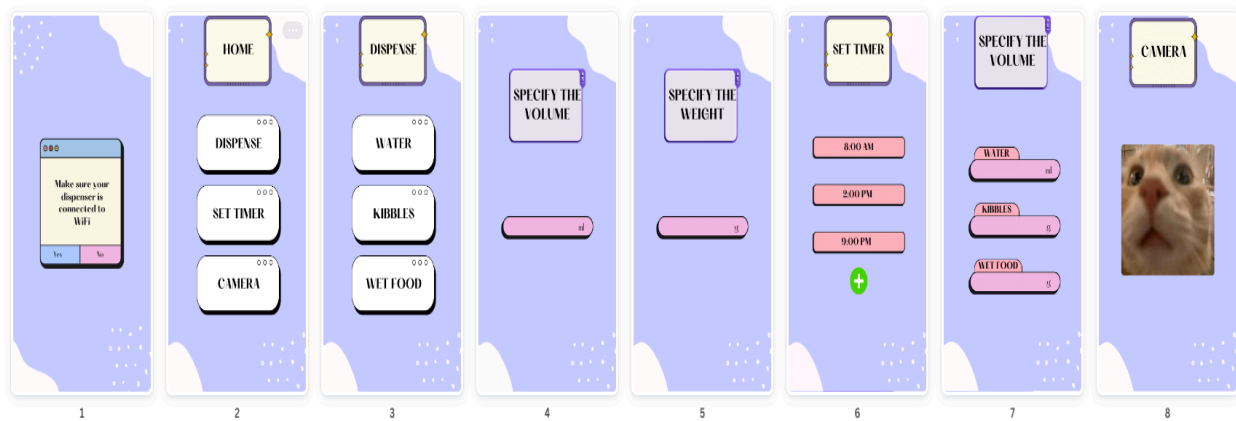 Make sure your
dispenser is
connected to
WiFi
Yes
No
1
HOME
DISPENSE
SET TIMER
CAMERA
2
DISPENSE
WATER
KIBBLES
WET FOOD
3
SPECIFY THE
VOLUME
ml
4
SPECIFY THE
WEIGHT
g
5
SET TIMER
8:00 AM
2:00 PM
9:00 PM
6
SPECIFY THE
VOLUME
WATER
ml
KIBBLES
g
WET FOOD
g
7
CAMERA
8